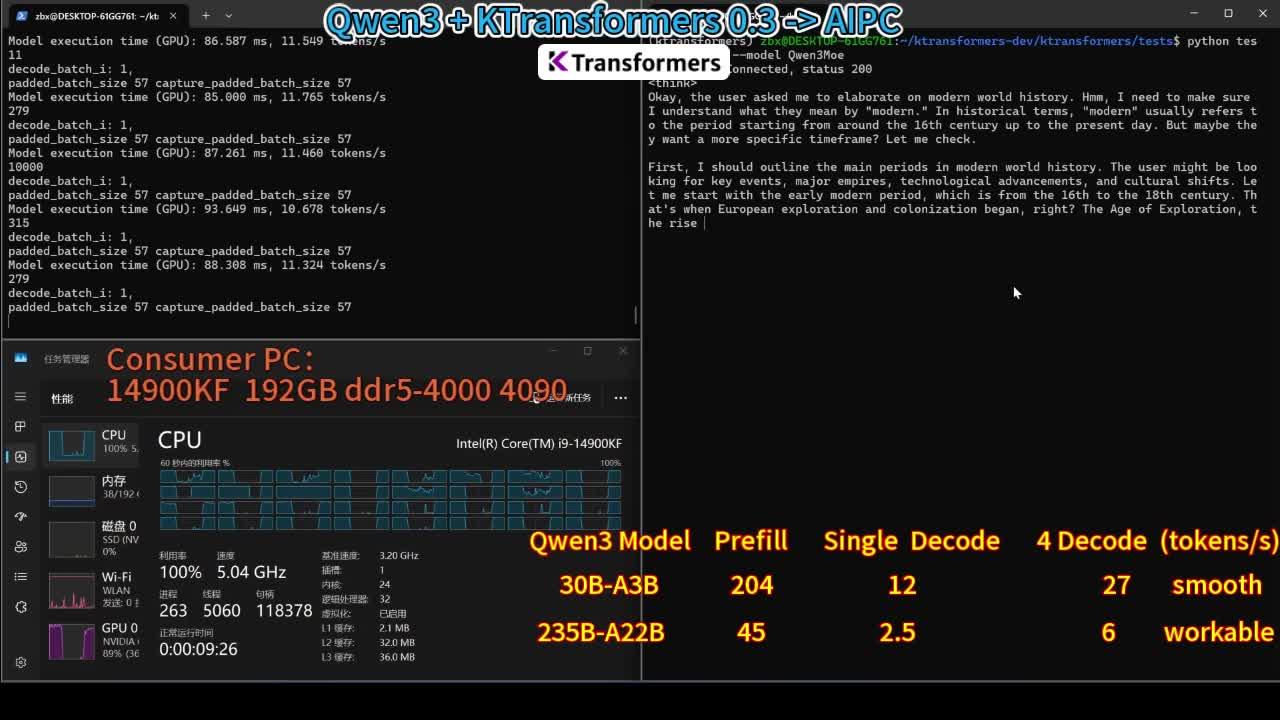 zbx@DESKTOP-61GG761: ~/kt
Qwen3 + KTransformers 0.3 -> AIPC
KTransformers
Model execution time (GPU): 86.587 ms, 11.549 tokens/s
11
decode_batch_i: 1,
padded_batch_size 57 capture_padded_batch_size 57
Model execution time (GPU): 85.000 ms, 11.765 tokens/s
279
decode_batch_i: 1,
padded_batch_size 57 capture_padded_batch_size 57
Model execution time (GPU): 87.261 ms, 11.460 tokens/s
10000
decode_batch_i: 1,
padded_batch_size 57 capture_padded_batch_size 57
Model execution time (GPU): 93.649 ms, 10.678 tokens/s
315
decode_batch_i: 1,
padded_batch_size 57 capture_padded_batch_size 57
Model execution time (GPU): 88.308 ms, 11.324 tokens/s
279
decode_batch_i: 1,
padded_batch_size 57 capture_padded_batch_size 57
(ktransformers) zbx@DESKTOP-61GG761:~/ktransformers-dev/ktransformers/tests$ python tes
--model Qwen3Moe
onnected, status 200
<think>
Okay, the user asked me to elaborate on modern world history. Hmm, I need to make sure
I understand what they mean by "modern." In historical terms, "modern" usually refers t
o the period starting from around the 16th century up to the present day. But maybe the
y want a more specific timeframe? Let me check.
First, I should outline the main periods in modern world history. The user might be loo
king for key events, major empires, technological advancements, and cultural shifts. Le
t me start with the early modern period, which is from the 16th to the 18th century. Th
at's when European exploration and colonization began, right? The Age of Exploration, t
he rise
任务管理器
Consumer PC:
14900KF 192GB ddr5-4000 4090
性能
新任务
CPU
100% 5.
内存
38/192
磁盘 0
SSD (NV
0%
Wi-Fi
WLAN
发送: 0
GPU 0
NVIDIA
89% (36
CPU
Intel(R) Core(TM) i9-14900KF
60 秒内的利用率 %
100%
利用率 速度
100% 5.04 GHz
进程 线程 句柄
263 5060 118378
正常运行时间
0:00:09:26
基准速度: 3.20 GHz
插槽: 1
内核: 24
逻辑处理器: 32
虚拟化: 已启用
L1 缓存: 2.1 MB
L2 缓存: 32.0 MB
L3 缓存: 36.0 MB
Qwen3 Model Prefill Single Decode 4 Decode (tokens/s)
30B-A3B 204 12 27 smooth
235B-A22B 45 2.5 6 workable